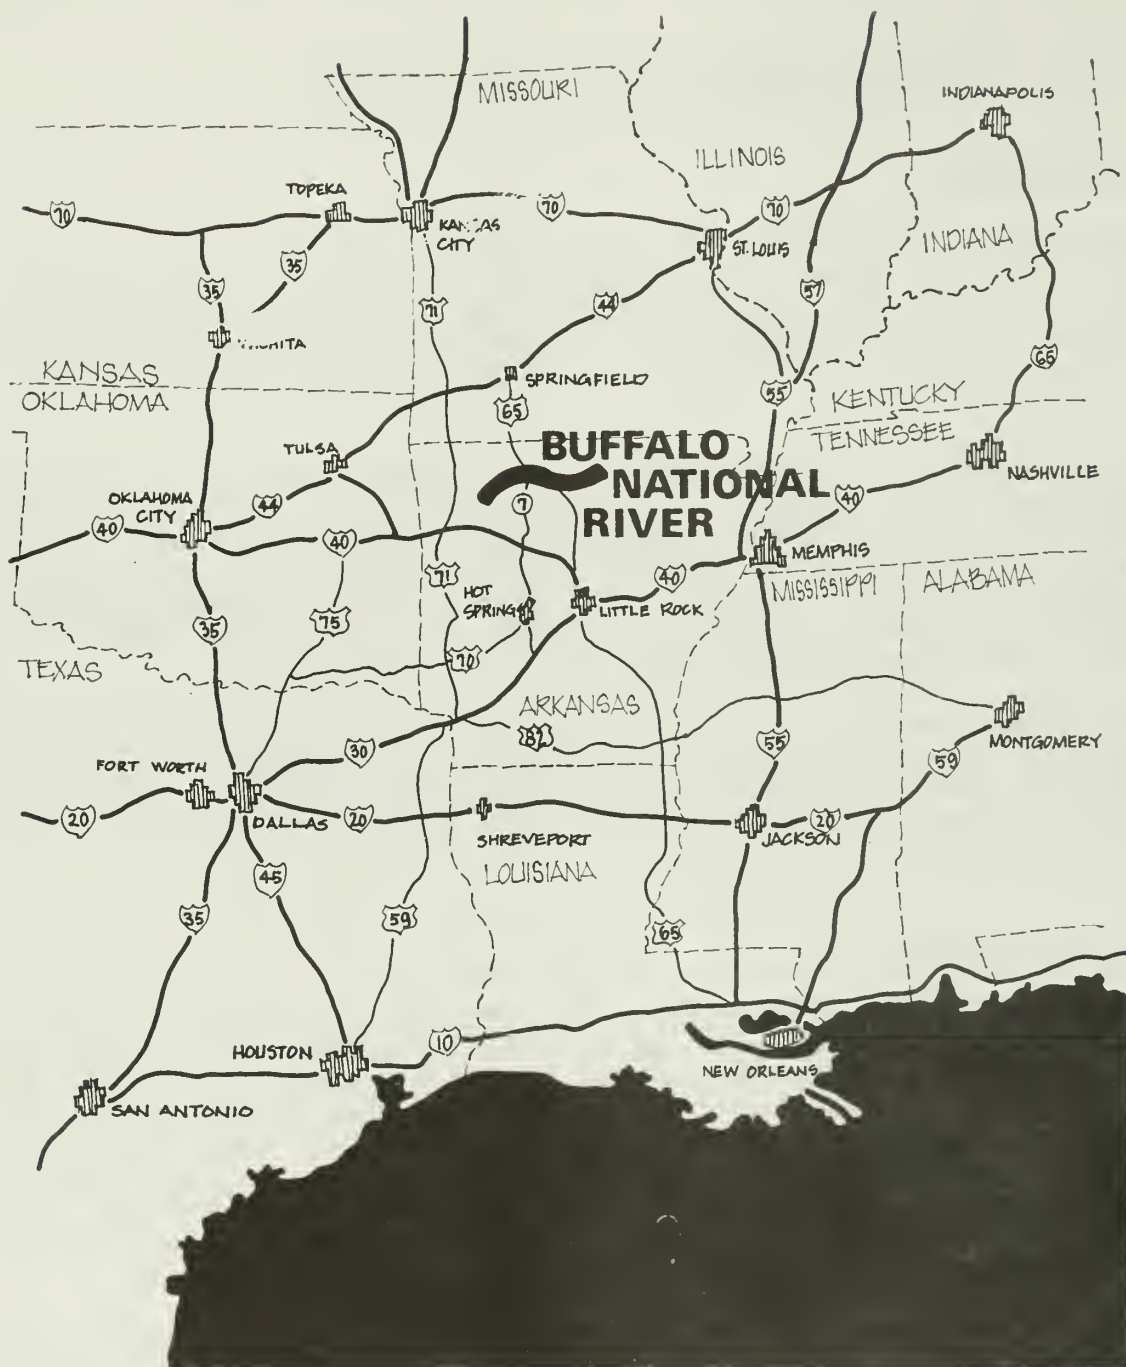 MISSOURI
INDIANAPOLIS
ILLINOIS
TOPEKA
70
KANSAS
CITY
70
70
ST. LOUIS
INDIANA
35
35
71
44
57
65
KANSAS
OKLAHOMA
SPRINGFIELD
65
55
KENTUCKY
TENNESSEE
TULSA
BUFFALO
NATIONAL
RIVER
NASHVILLE
OKLAHOMA
CITY
44
40
7
40
40
MEMPHIS
MISSISSIPPI
ALABAMA
71
HOT
SPRINGS
40
LITTLE ROCK
35
75
TEXAS
70
ARKANSAS
82
MONTGOMERY
30
55
59
FORT WORTH
20
DALLAS
20
SHREVEPORT
20
JACKSON
LOUISIANA
45
35
59
65
HOUSTON
10
NEW ORLEANS
SAN ANTONIO